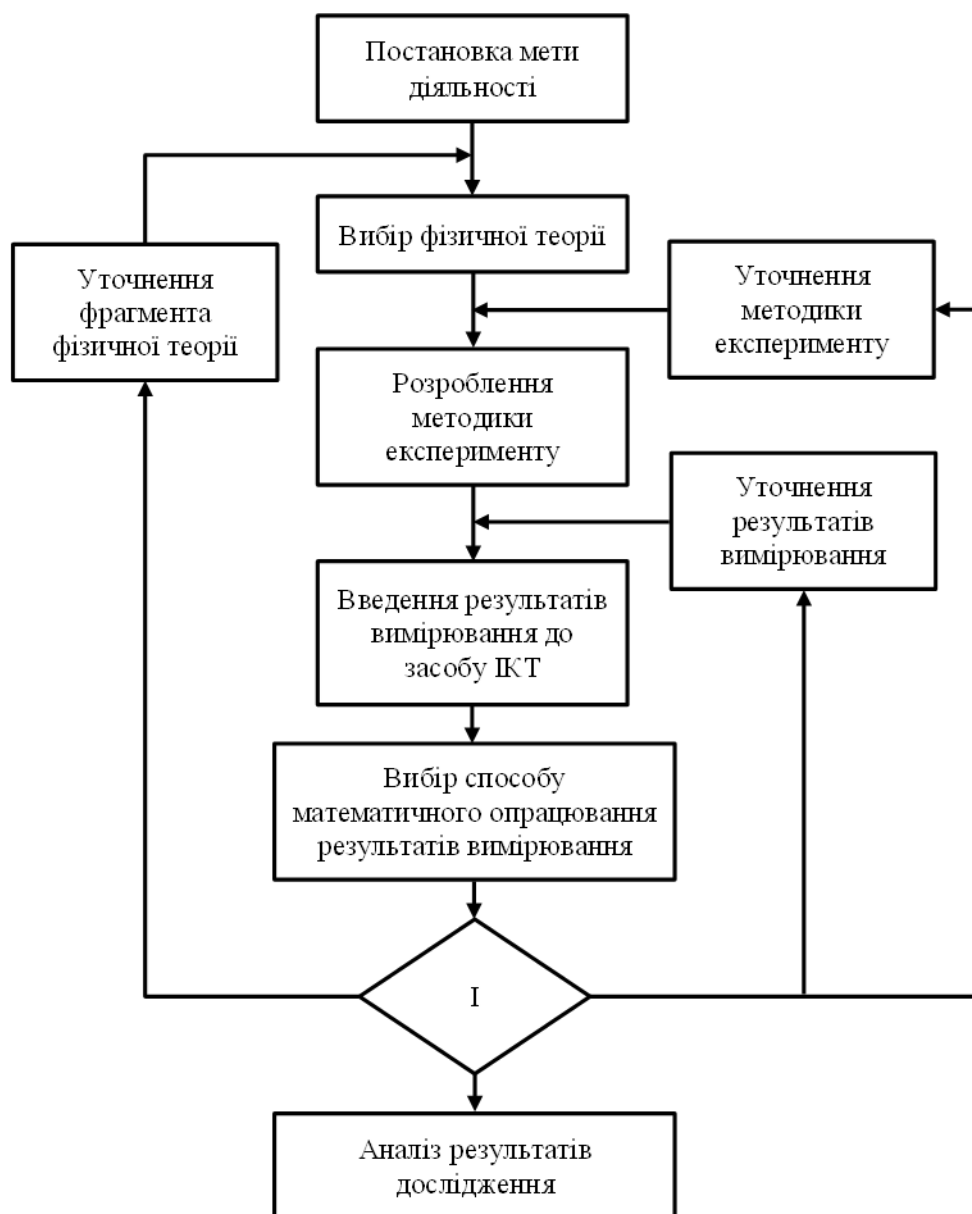 Постановка мети
діяльності
Вибір фізичної теорії
Уточнення
фрагмента
фізичної теорії
Уточнення
методики
експерименту
Розроблення
методики
експерименту
Уточнення
результатів
вимірювання
Введення результатів
вимірювання до
засобу ІКТ
Вибір способу
математичного опрацювання
результатів вимірювання
І
Аналіз результатів
дослідження